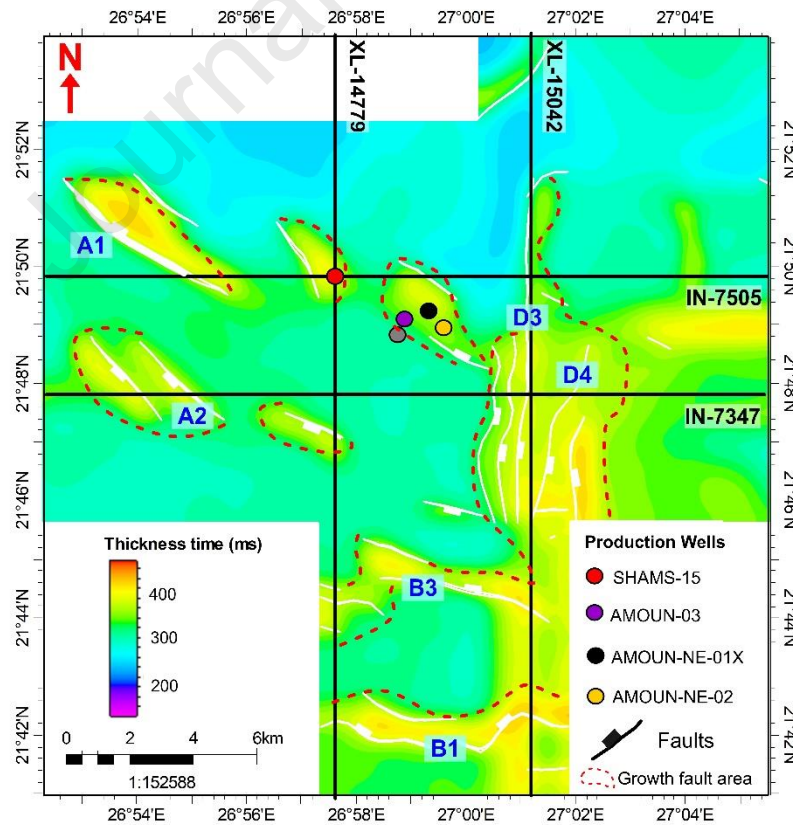 Journal
26°54'E 26°56'E 26°58'E 27°00'E 27°02'E 27°04'E
N
XL-14779
XL-15042
21°52'N
21°52'N
A1
21°50'N
21°50'N
IN-7505
D3
21°48'N
D4
21°48'N
A2
IN-7347
21°46'N
21°46'N
Thickness time (ms)
400
300
200
0 2 4 6km
1:152588
B3
21°44'N
21°44'N
B1
21°42'N
21°42'N
Production Wells
SHAMS-15
AMOUN-03
AMOUN-NE-01X
AMOUN-NE-02
Faults
Growth fault area
26°54'E 26°56'E 26°58'E 27°00'E 27°02'E 27°04'E